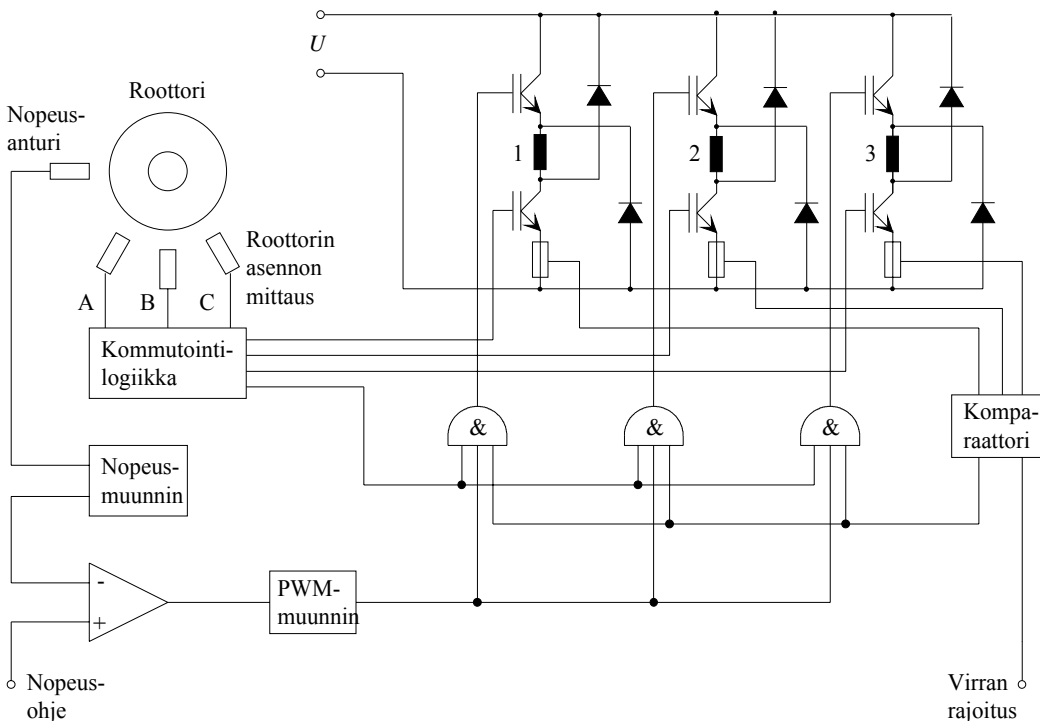 U
Roottori
Nopeus-
anturi
1
2
3
Roottorin
asennon
mittaus
A
B
C
Kommutointi-
logiikka
&
&
&
Kompa-
raattori
Nopeus-
muunnin
-
+
PWM-
muunnin
Nopeus-
ohje
Virran
rajoitus